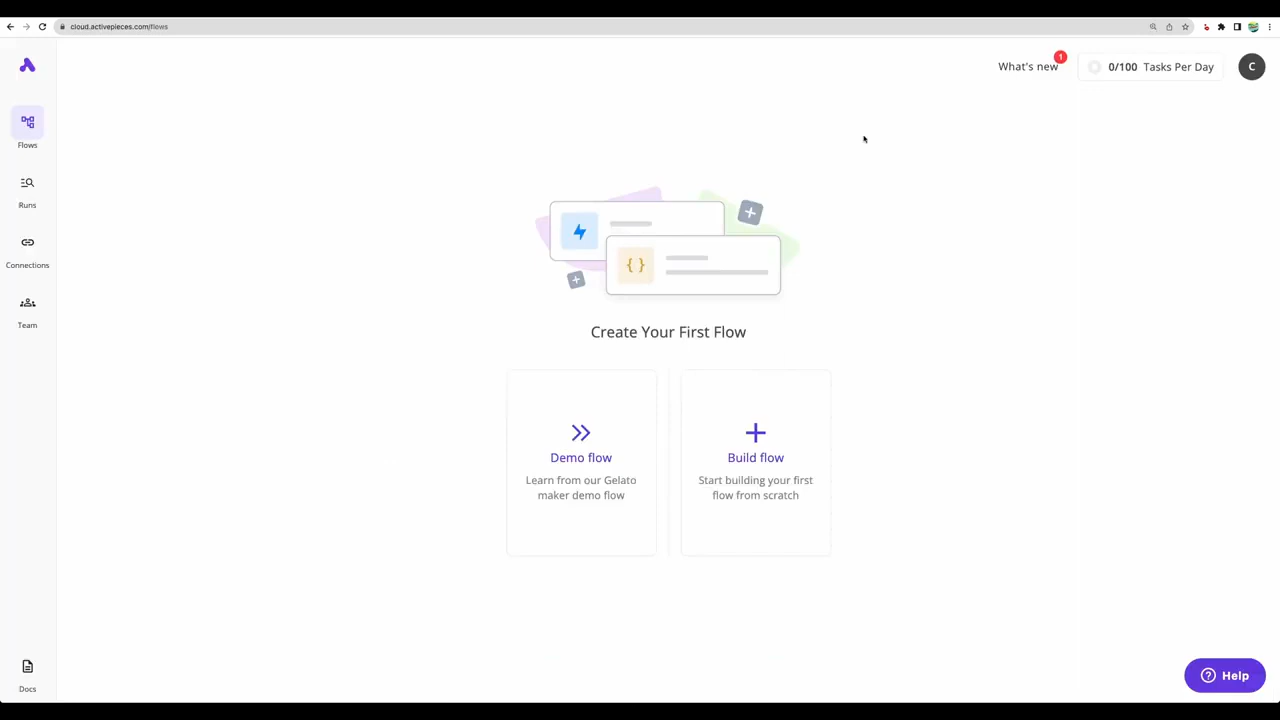 cloud.activepieces.com/flows
What's new
1
0/100 Tasks Per Day
C
Flows
Runs
Connections
Team
{ }
Create Your First Flow
Demo flow
Learn from our Gelato
maker demo flow
Build flow
Start building your first
flow from scratch
Docs
Help